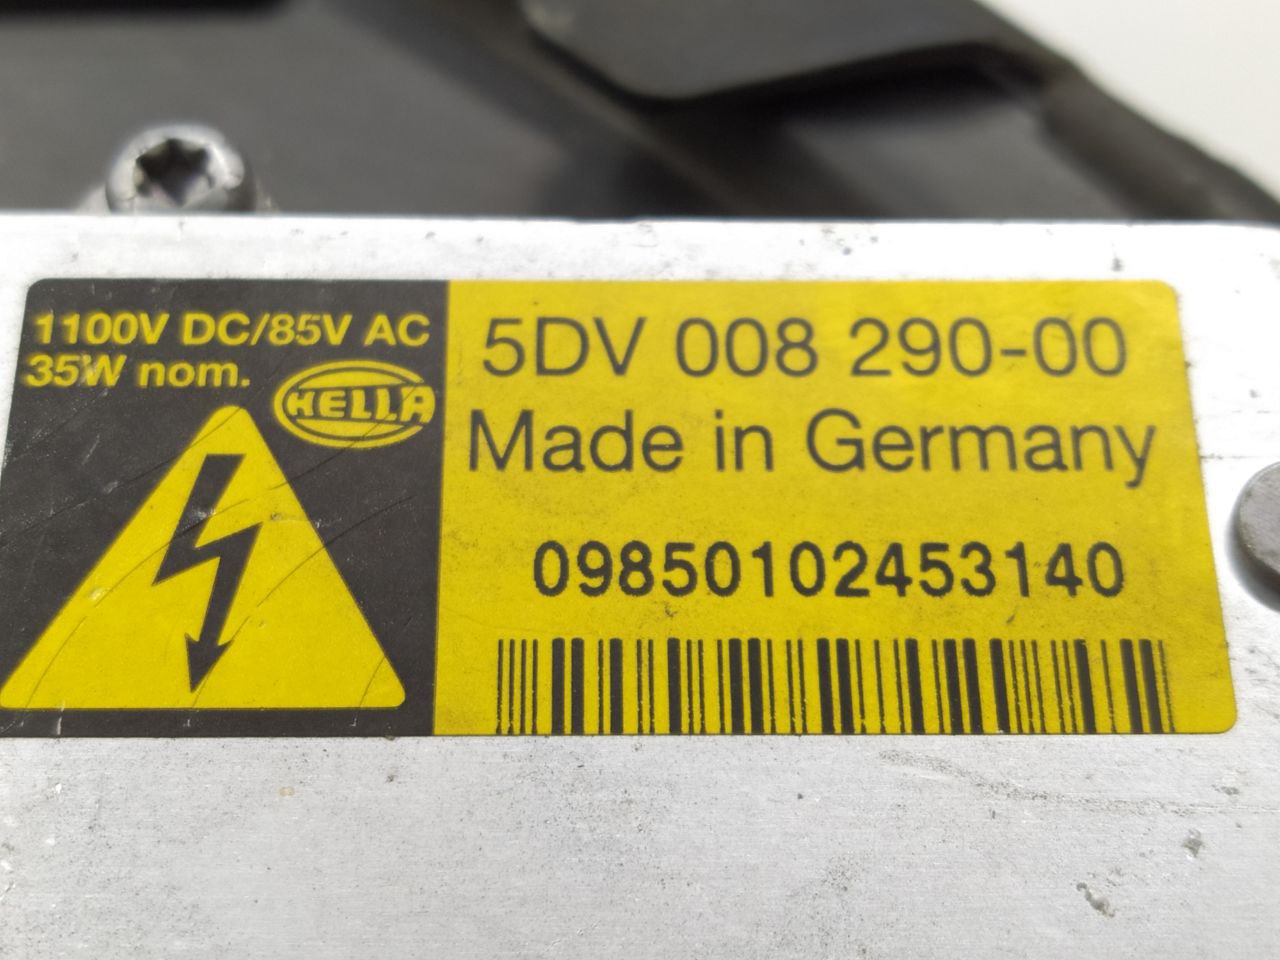 1100V DC/85V AC
35W nom.
HELLA
5DV 008 290-00
Made in Germany
09850102453140